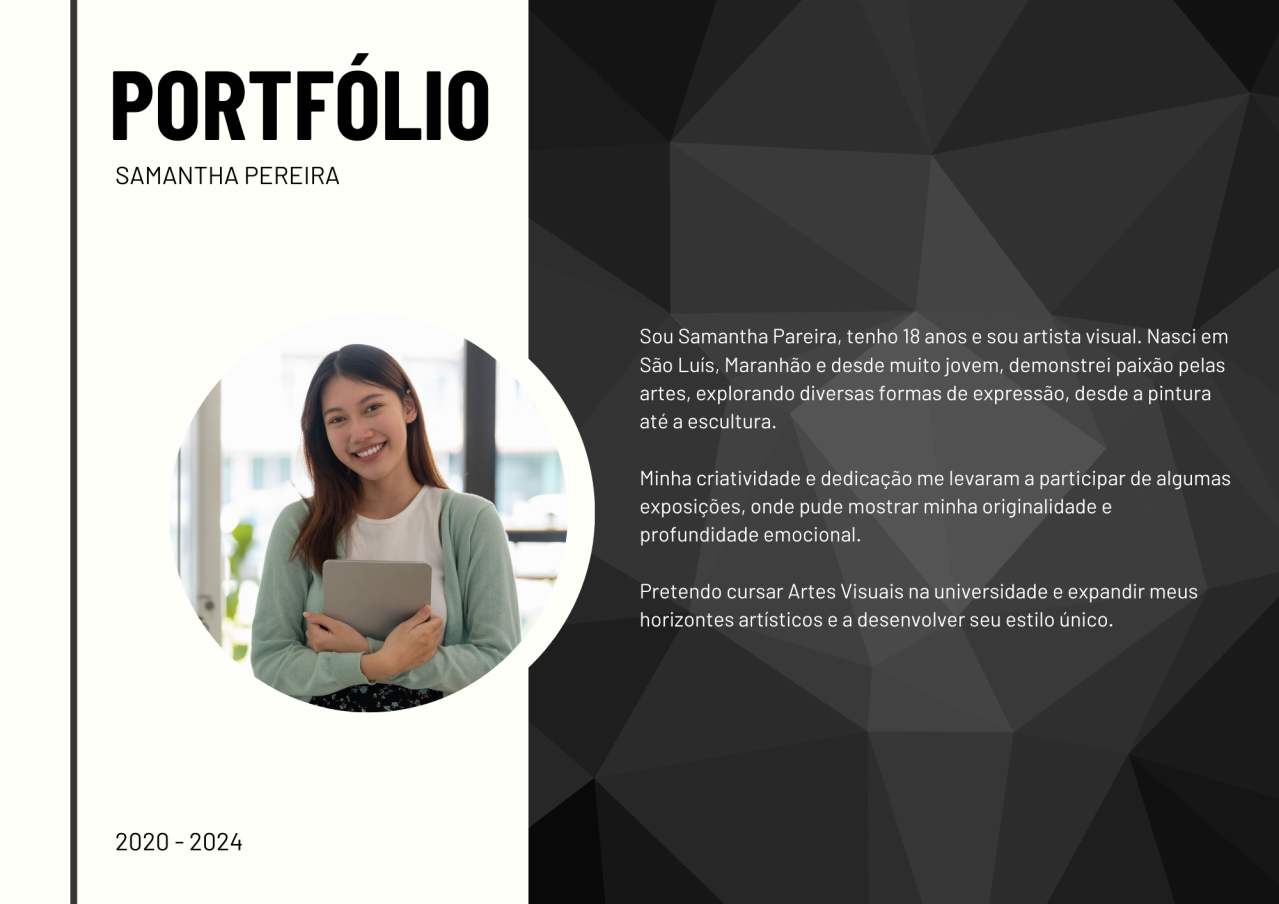 PORTFÓLIO
SAMANTHA PEREIRA
Sou Samantha Pareira, tenho 18 anos e sou artista visual. Nasci em
São Luís, Maranhão e desde muito jovem, demonstrei paixão pelas
artes, explorando diversas formas de expressão, desde a pintura
até a escultura.
Minha criatividade e dedicação me levaram a participar de algumas
exposições, onde pude mostrar minha originalidade e
profundidade emocional.
Pretendo cursar Artes Visuais na universidade e expandir meus
horizontes artísticos e a desenvolver seu estilo único.
2020 - 2024